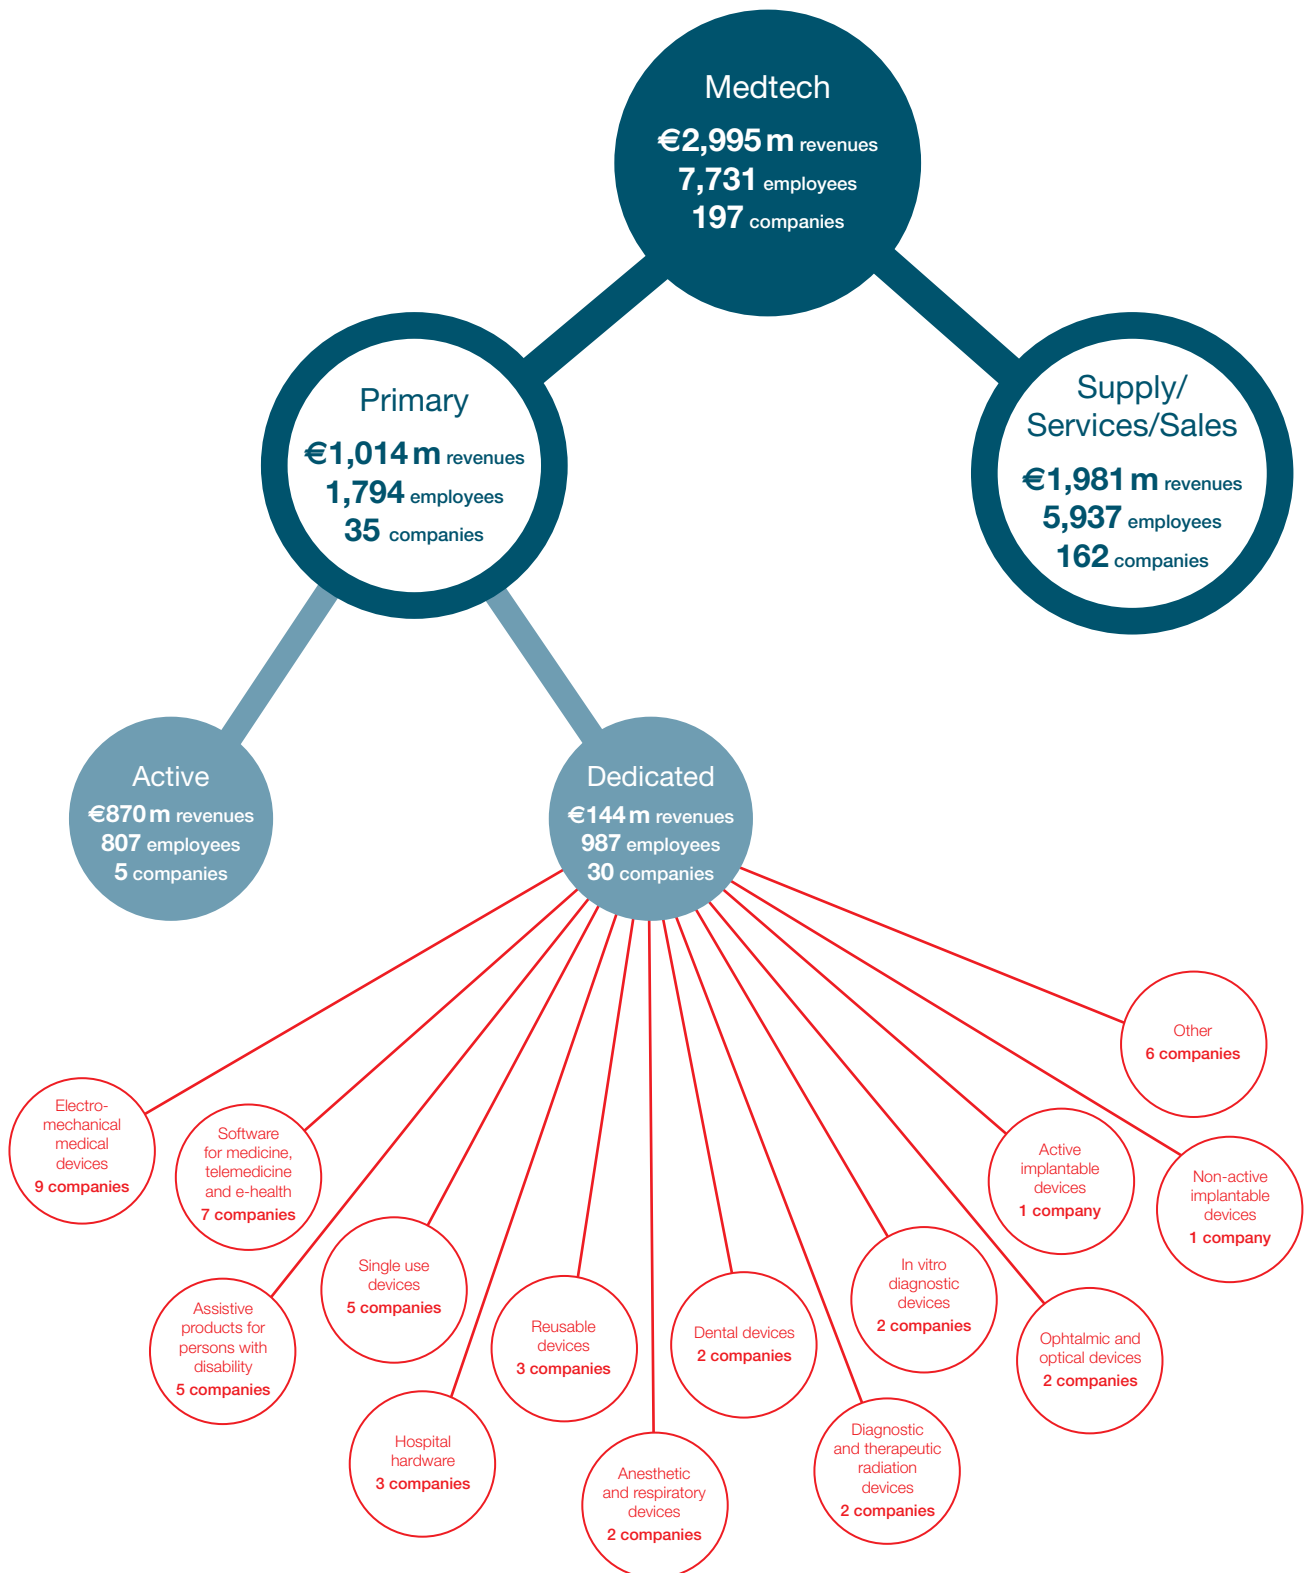 Medtech
€2,995 m revenues
7,731 employees
197 companies
Primary
€1,014 m revenues
1,794 employees
35 companies
Supply/
Services/Sales
€1,981 m revenues
5,937 employees
162 companies
Active
€870 m revenues
807 employees
5 companies
Dedicated
€144 m revenues
987 employees
30 companies
Electro-
mechanical
medical
devices
9 companies
Software
for medicine,
telemedicine
and e-health
7 companies
Assistive
products for
persons with
disability
5 companies
Single use
devices
5 companies
Hospital
hardware
3 companies
Reusable
devices
3 companies
Anesthetic
and respiratory
devices
2 companies
Dental devices
2 companies
Diagnostic
and therapeutic
radiation
devices
2 companies
In vitro
diagnostic
devices
2 companies
Ophtalmic and
optical devices
2 companies
Active
implantable
devices
1 company
Non-active
implantable
devices
1 company
Other
6 companies